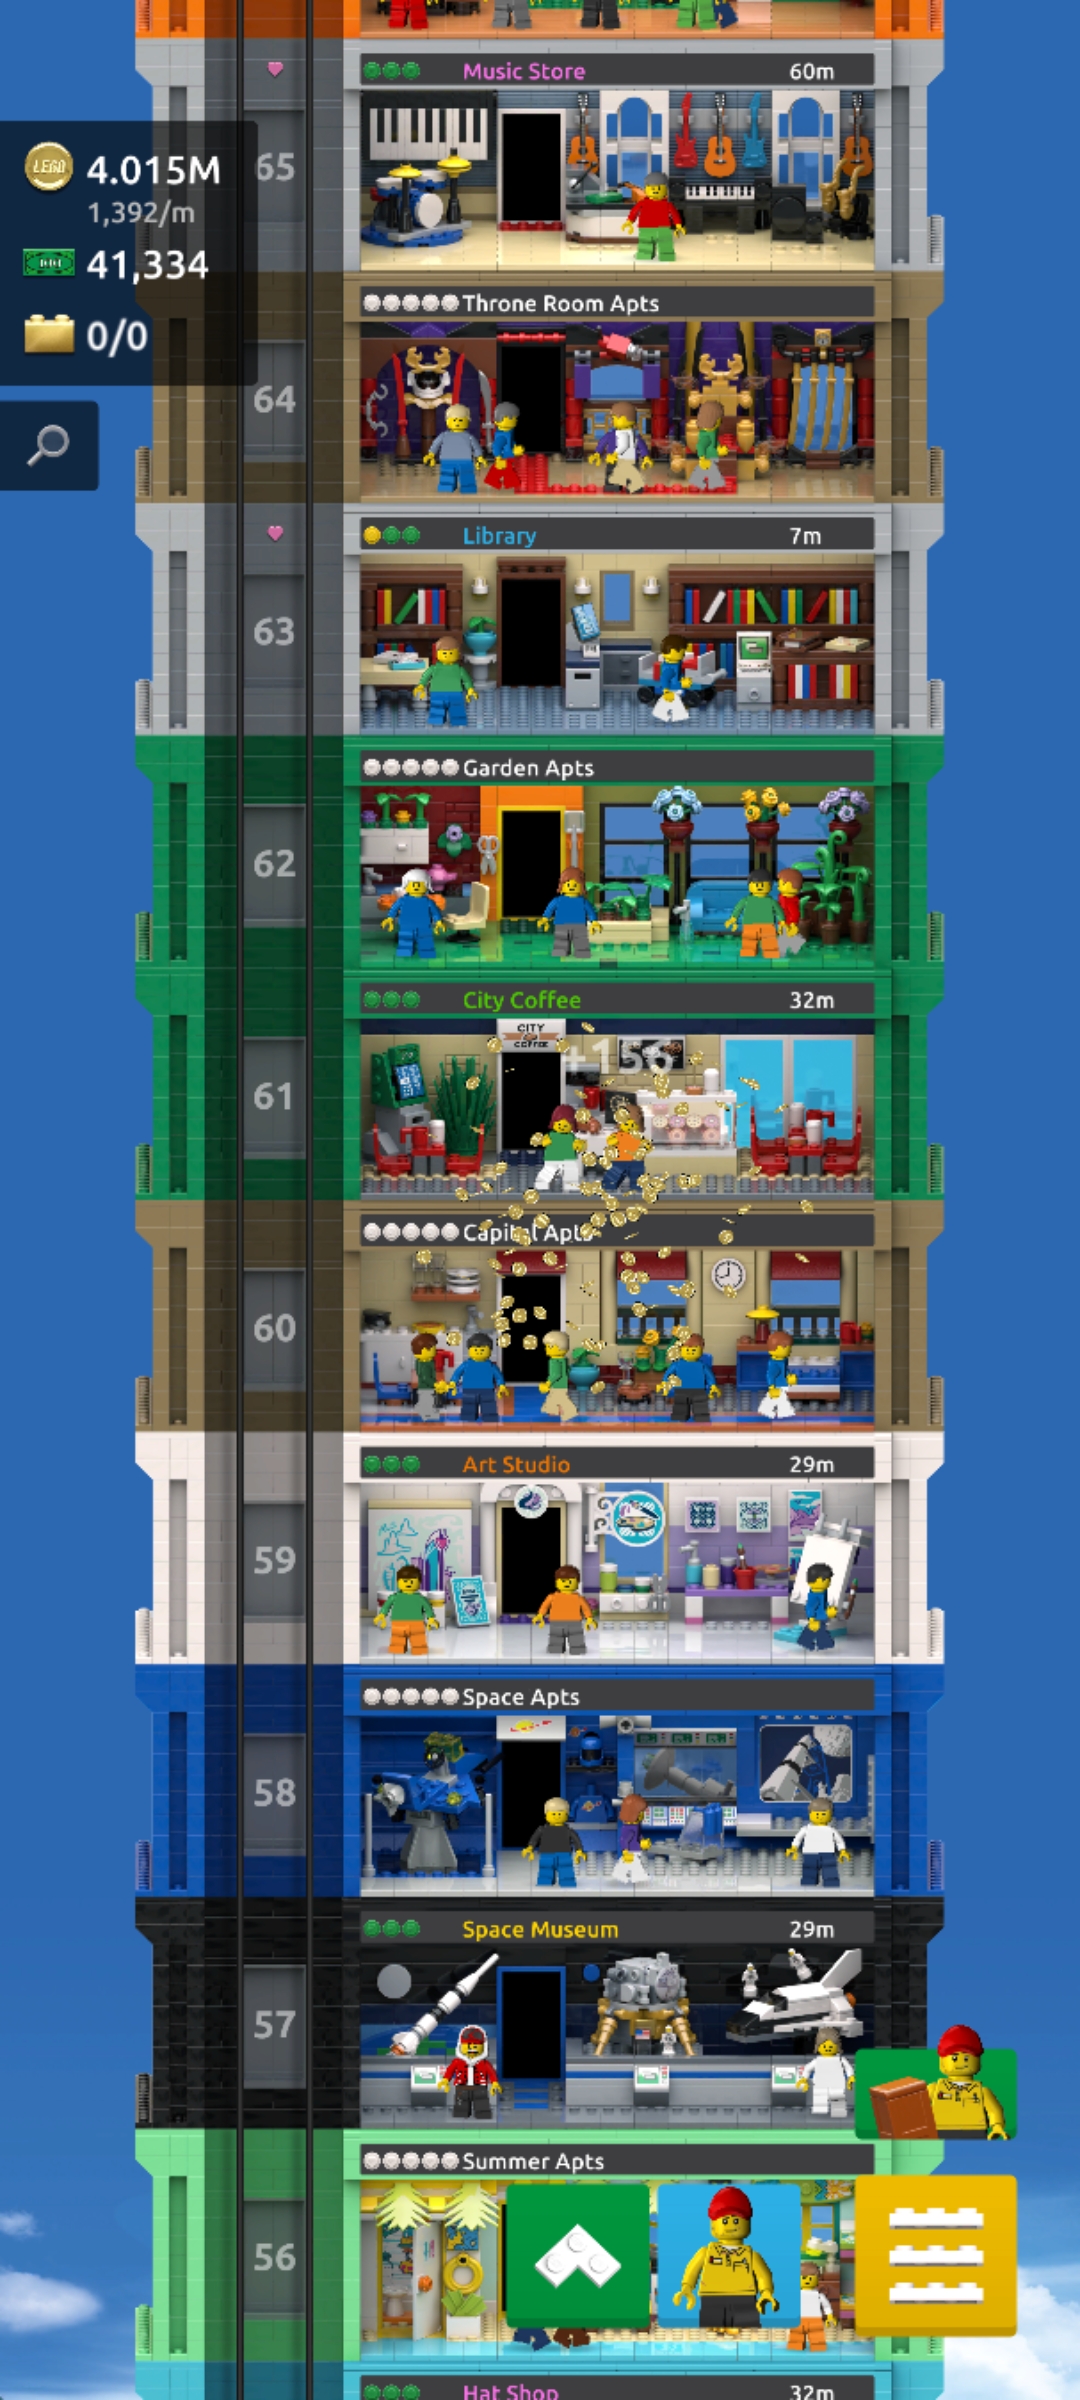 Music Store 60m
65
LEGO 4.015M
1,392/m
41,334
0/0
Throne Room Apts
64
Library 7m
63
Garden Apts
62
City Coffee 32m
CITY
COFFEE
+156
61
Capital Apts
60
Art Studio 29m
59
Space Apts
58
Space Museum 29m
57
Summer Apts
56
Hat Shop 32m